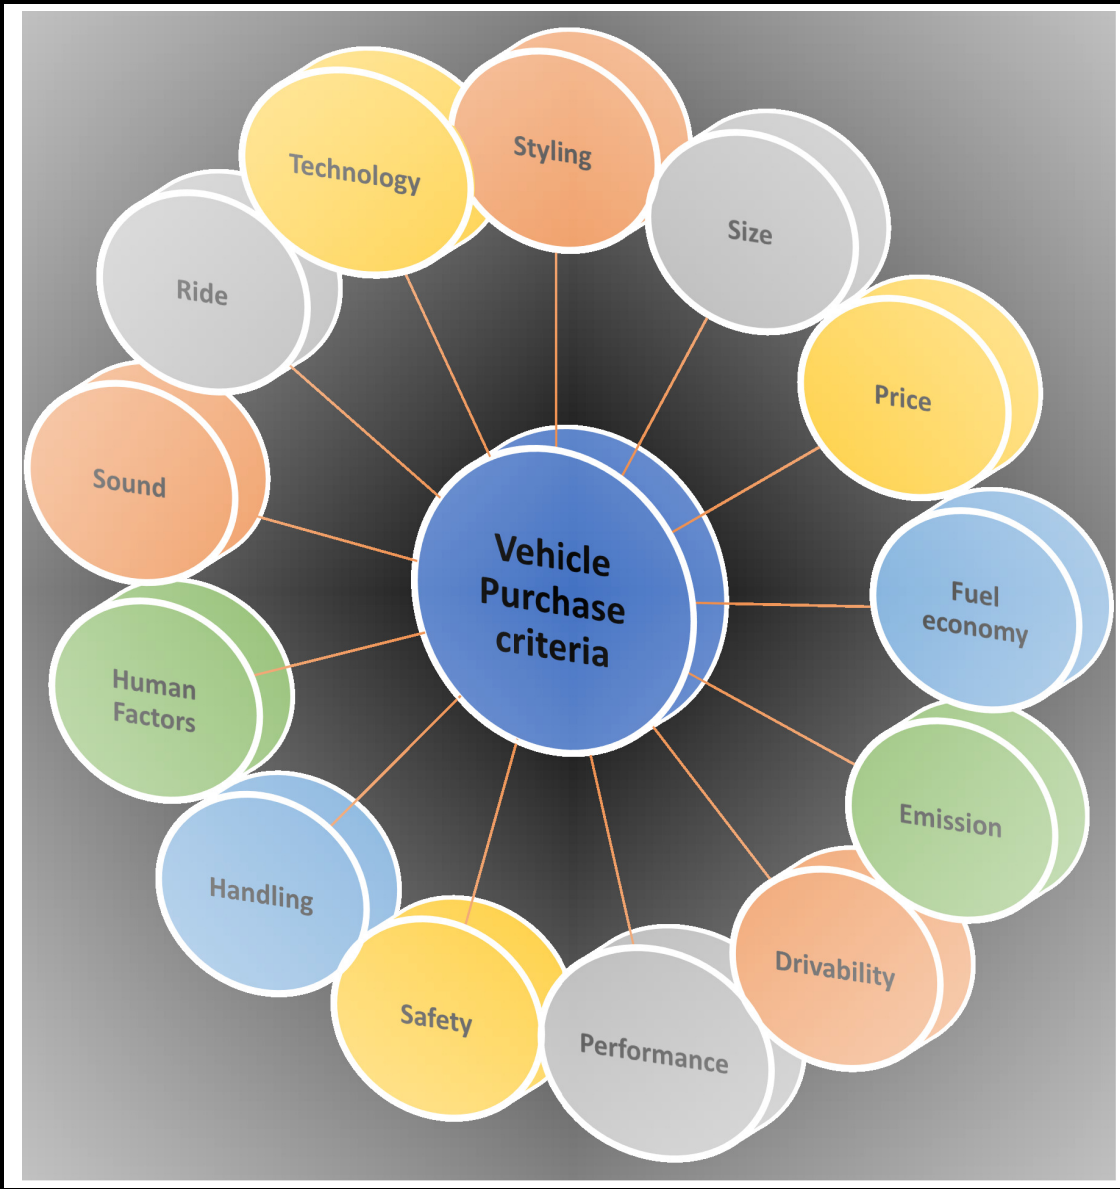 Styling
Size
Price
Fuel
economy
Emission
Drivability
Performance
Safety
Handling
Human
Factors
Sound
Ride
Technology
Vehicle
Purchase
criteria